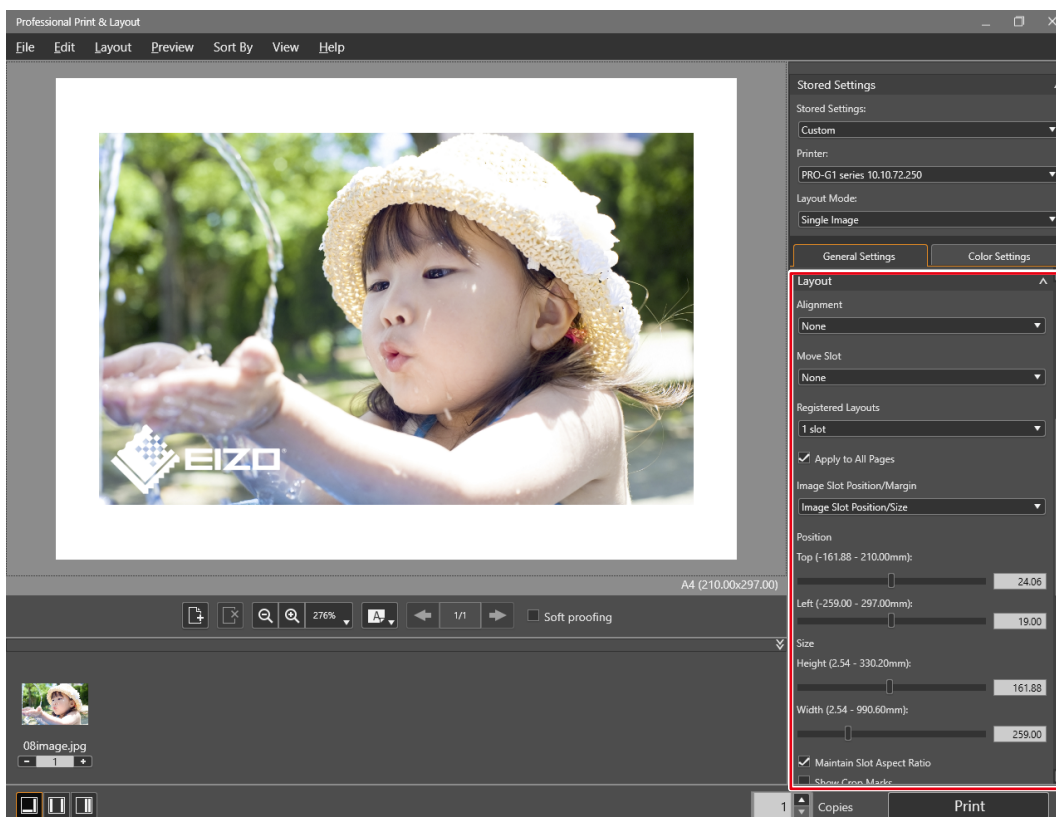 Professional Print & Layout
File Edit Layout Preview Sort By View Help
EIZO
A4 (210.00x297.00)
276%
A
1/1
Soft proofing
08image.jpg
- 1 +
Stored Settings
Stored Settings:
Custom
Printer:
PRO-G1 series 10.10.72.250
Layout Mode:
Single Image
General Settings Color Settings
Layout
Alignment
None
Move Slot
None
Registered Layouts
1 slot
Apply to All Pages
Image Slot Position/Margin
Image Slot Position/Size
Position
Top (-161.88 - 210.00mm):
24.06
Left (-259.00 - 297.00mm):
19.00
Size
Height (2.54 - 330.20mm):
161.88
Width (2.54 - 990.60mm):
259.00
Maintain Slot Aspect Ratio
Show Crop Marks
1 Copies Print